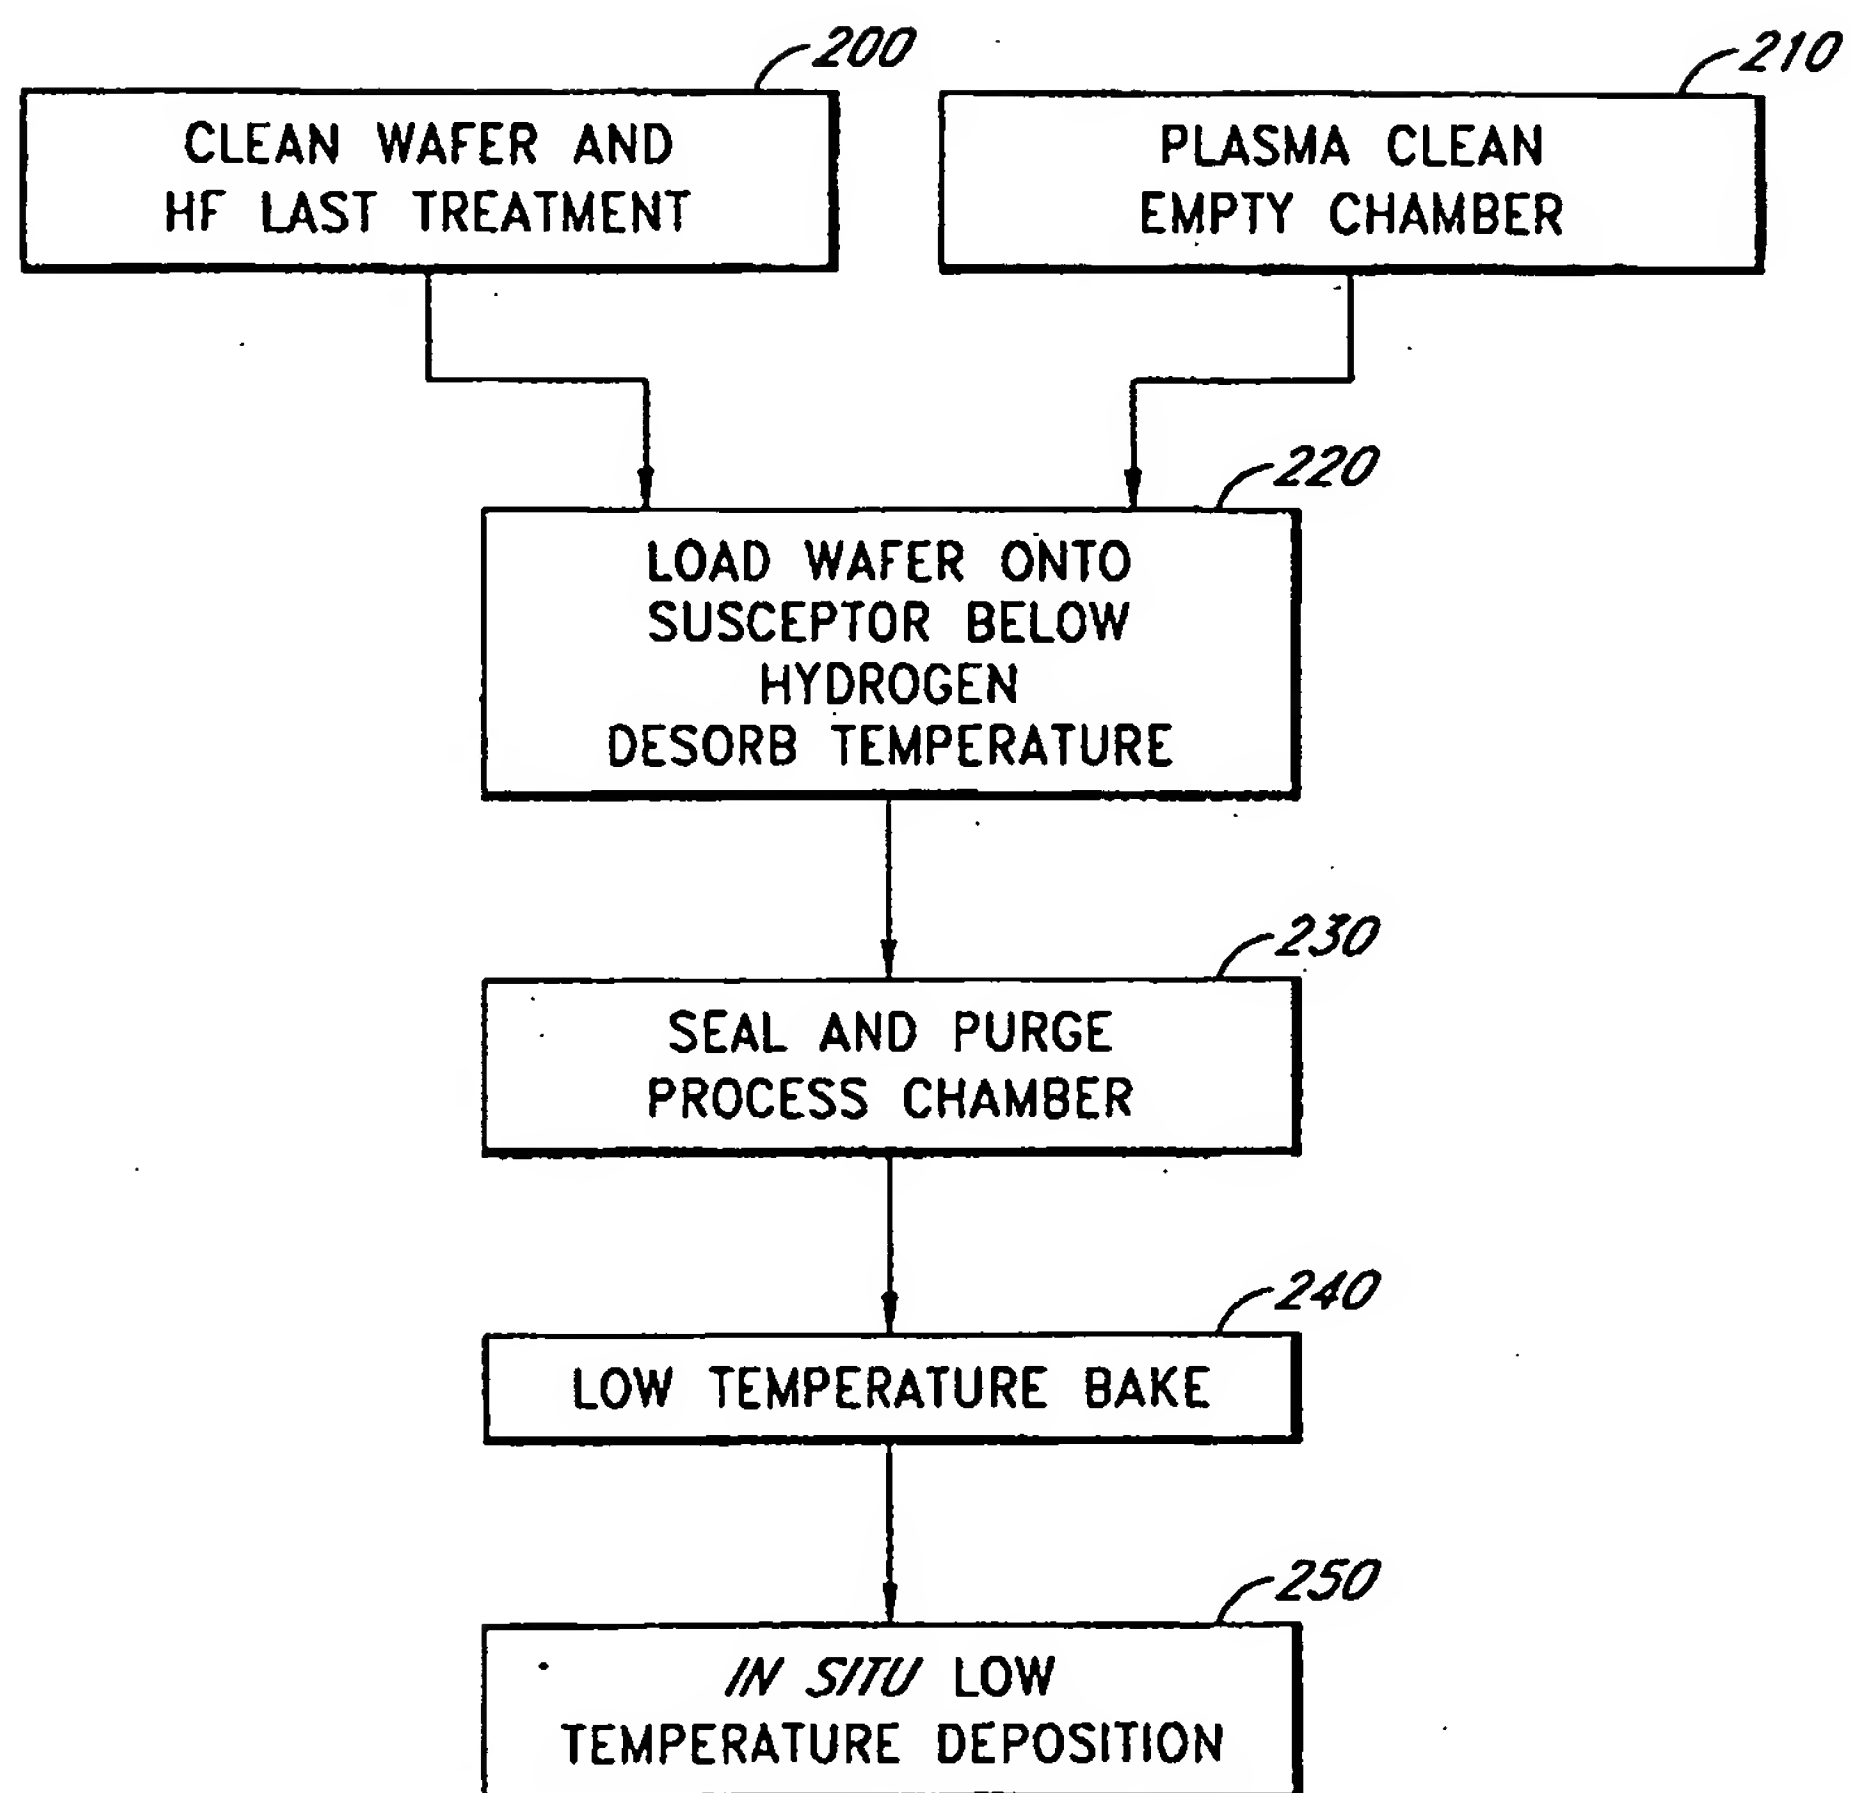 200
CLEAN WAFER AND
HF LAST TREATMENT
210
PLASMA CLEAN
EMPTY CHAMBER
220
LOAD WAFER ONTO
SUSCEPTOR BELOW
HYDROGEN
DESORB TEMPERATURE
230
SEAL AND PURGE
PROCESS CHAMBER
240
LOW TEMPERATURE BAKE
250
IN SITU LOW
TEMPERATURE DEPOSITION